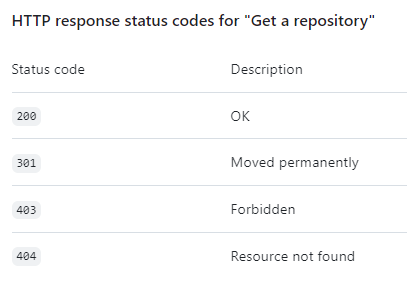 HTTP response status codes for "Get a repository"
Status code Description
200 OK
301 Moved permanently
403 Forbidden
404 Resource not found